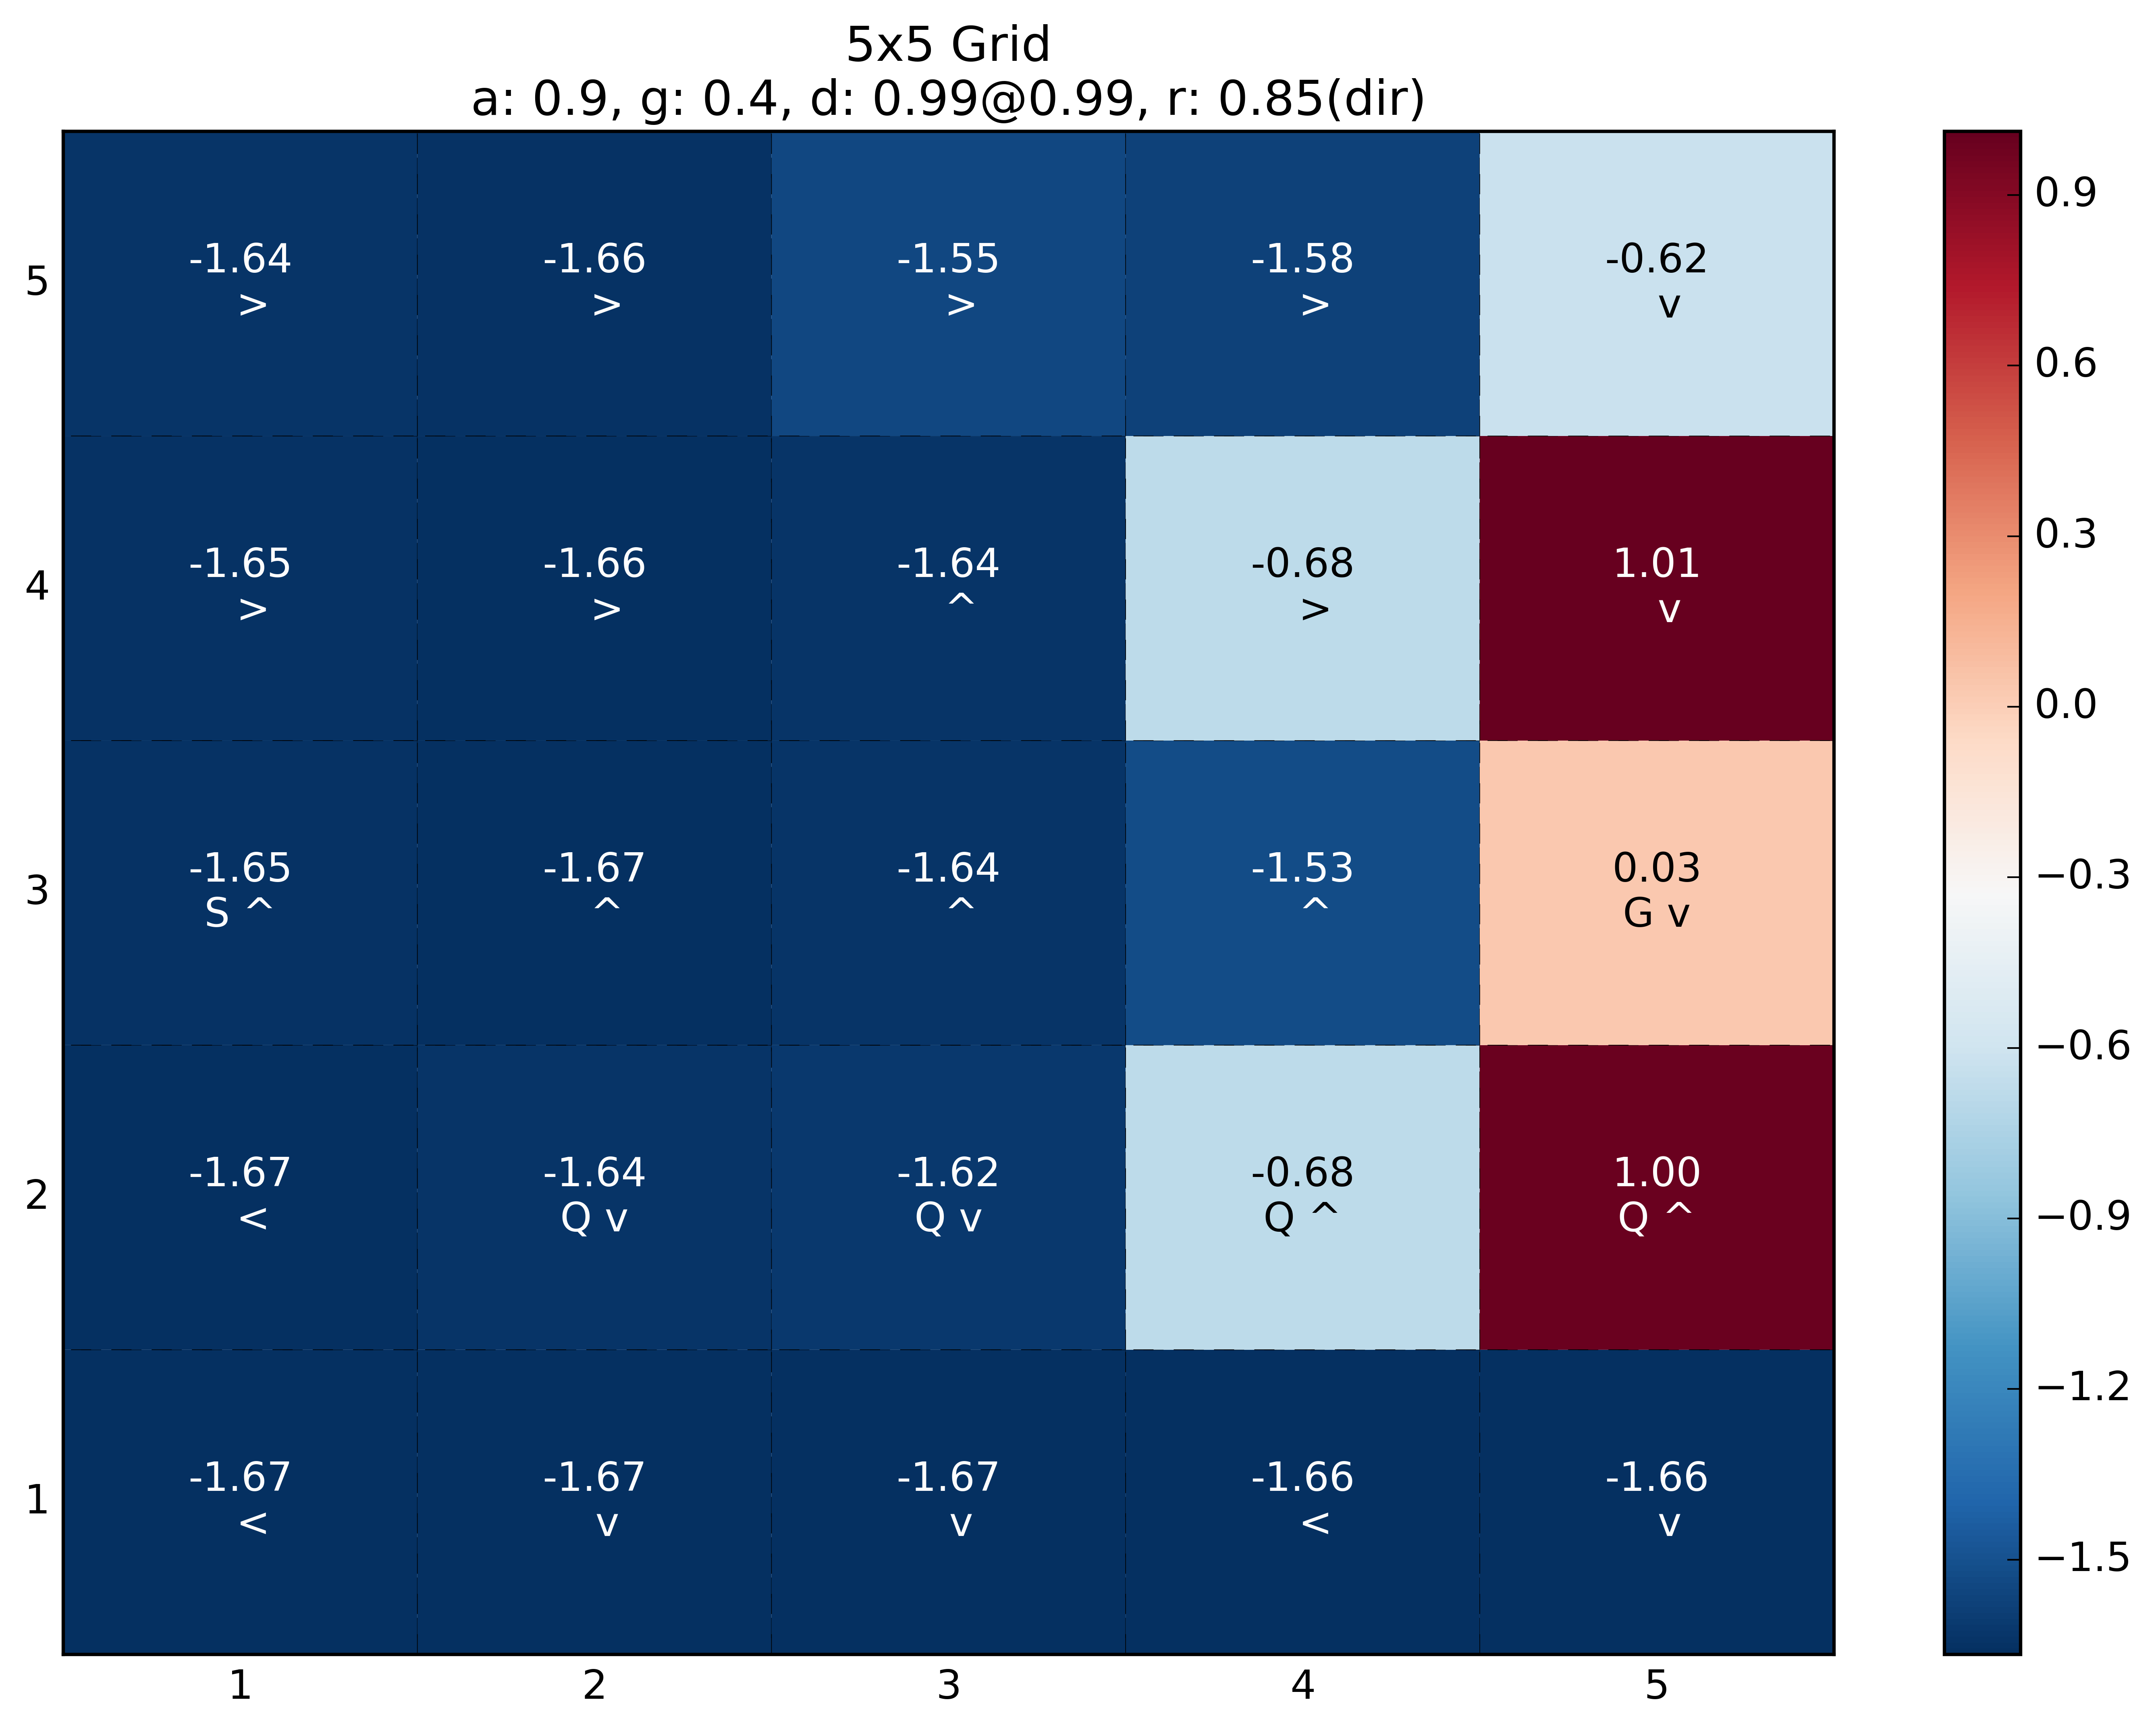 5x5 Grid
a: 0.9, g: 0.4, d: 0.99@0.99, r: 0.85(dir)
5
-1.64 -1.66 -1.55 -1.58 -0.62
> > > > v
4
-1.65 -1.66 -1.64 -0.68 1.01
> > ^ > v
3
-1.65 -1.67 -1.64 -1.53 0.03
S ^ ^ ^ ^ G v
2
-1.67 -1.64 -1.62 -0.68 1.00
< Q v Q v Q ^ Q ^
1
-1.67 -1.67 -1.67 -1.66 -1.66
< v v < v
1 2 3 4 5
0.9
0.6
0.3
0.0
−0.3
−0.6
−0.9
−1.2
−1.5